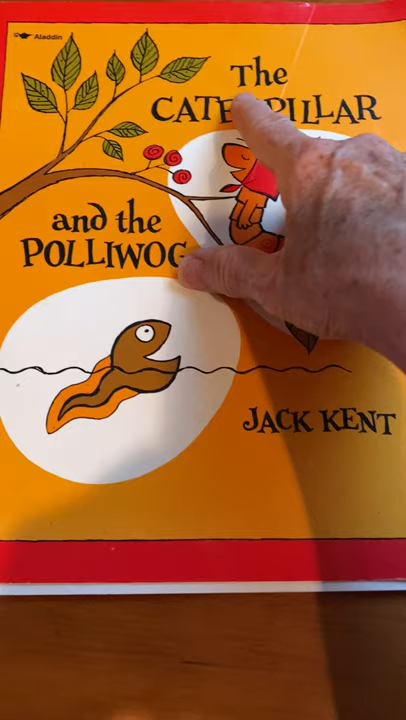 Aladdin
The
CATERPILLAR
and the
POLLIWOG
JACK KENT